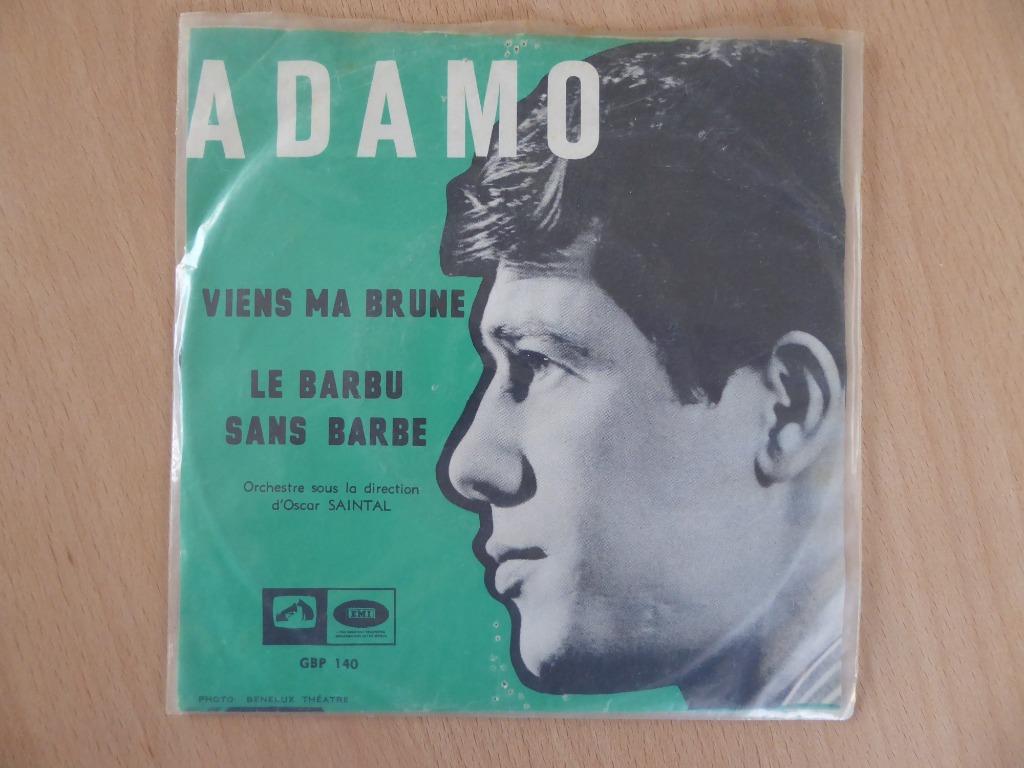 ADAMO
VIENS MA BRUNE
LE BARBU
SANS BARBE
Orchestre sous la direction
d'Oscar SAINTAL
EMI
GBP 140
PHOTO: BENELUX THÉATRE